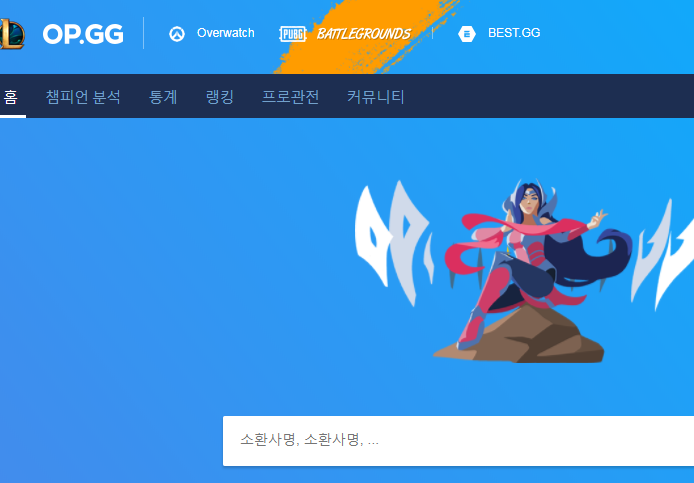 OP.GG Overwatch PUBG BATTLEGROUNDS BEST.GG
홈 챔피언 분석 통계 랭킹 프로관전 커뮤니티
OP.
소환사명, 소환사명, ...